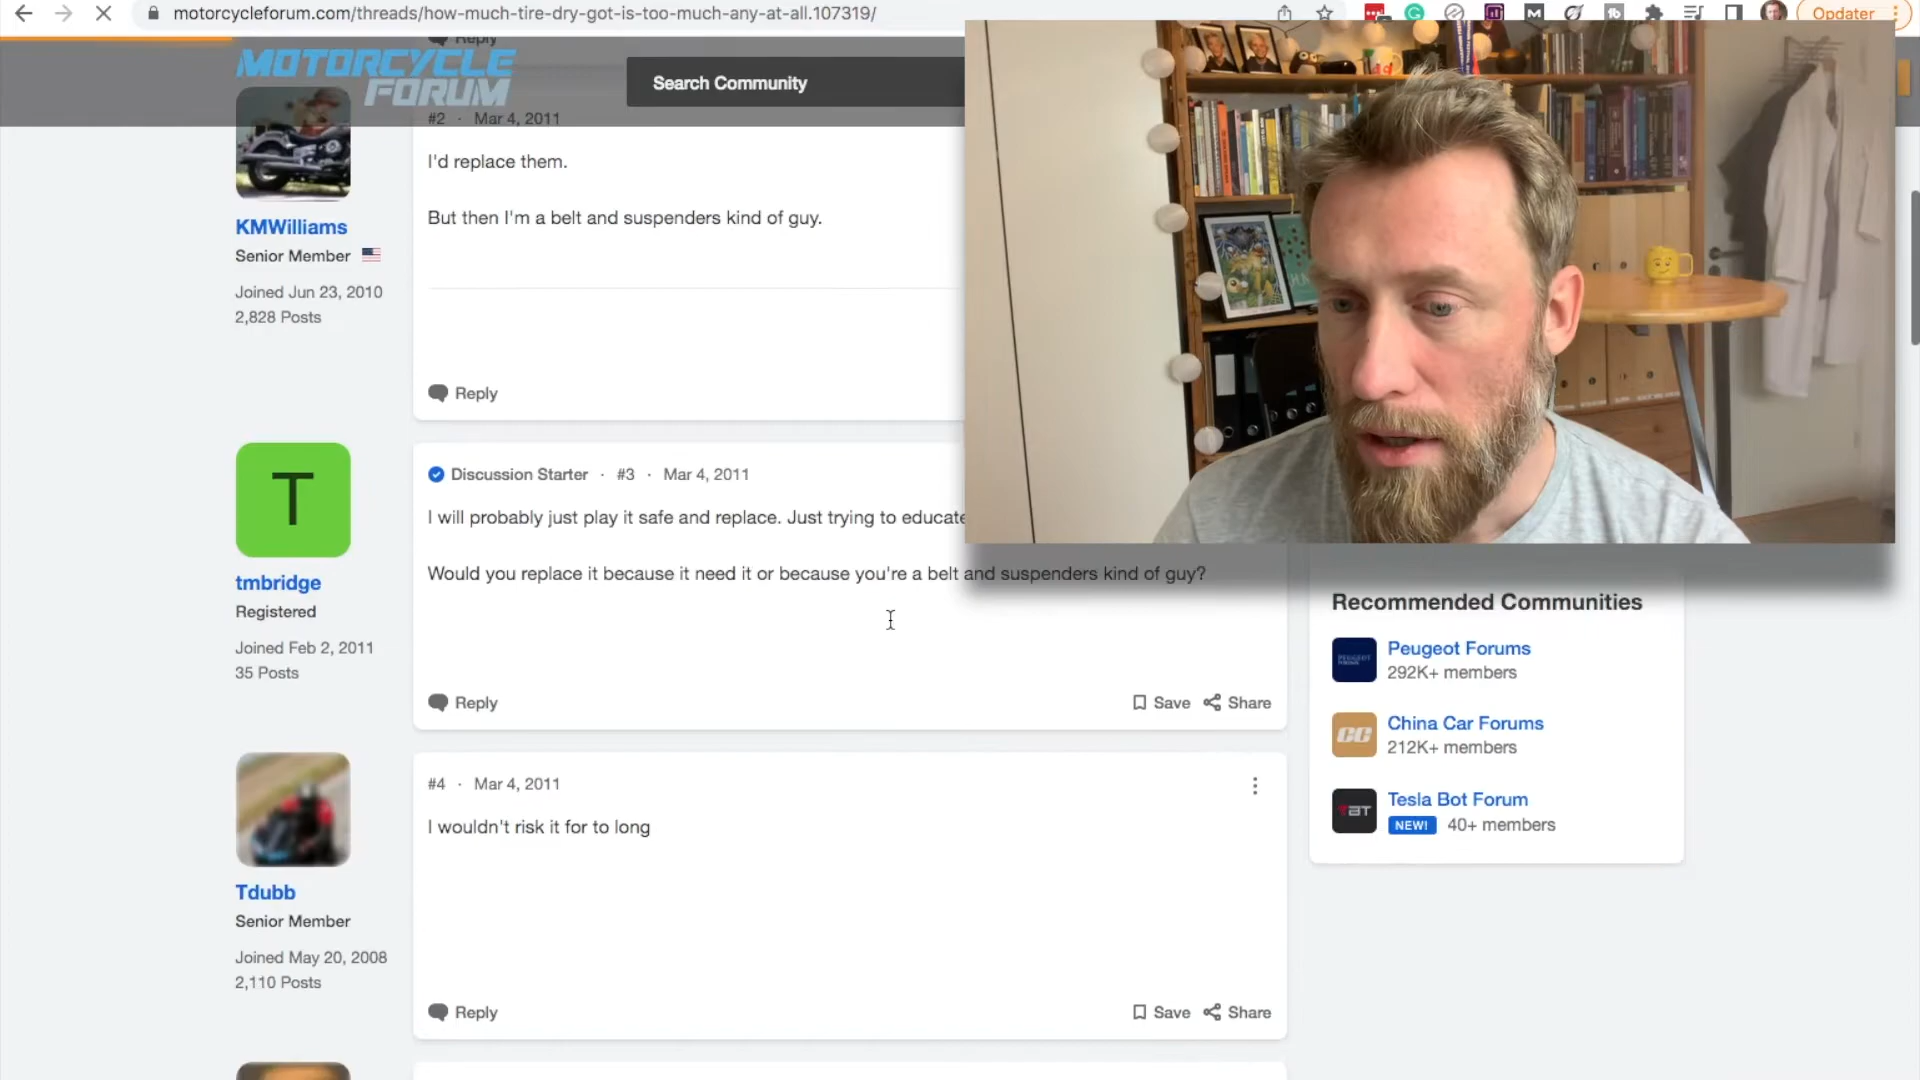 motorcycleforum.com/threads/how-much-tire-dry-got-is-too-much-any-at-all.107319/
Opdater
Reply
MOTORCYCLE
FORUM
Search Community
#2 · Mar 4, 2011
I'd replace them.
But then I'm a belt and suspenders kind of guy.
KMWilliams
Senior Member
Joined Jun 23, 2010
2,828 Posts
Reply
T
Discussion Starter · #3 · Mar 4, 2011
I will probably just play it safe and replace. Just trying to educate
Would you replace it because it need it or because you're a belt and suspenders kind of guy?
tmbridge
Registered
Joined Feb 2, 2011
35 Posts
Reply
Save
Share
#4 · Mar 4, 2011
I wouldn't risk it for to long
Tdubb
Senior Member
Joined May 20, 2008
2,110 Posts
Reply
Save
Share
Recommended Communities
Peugeot Forums
292K+ members
CC
China Car Forums
212K+ members
TBT
Tesla Bot Forum
NEW! 40+ members